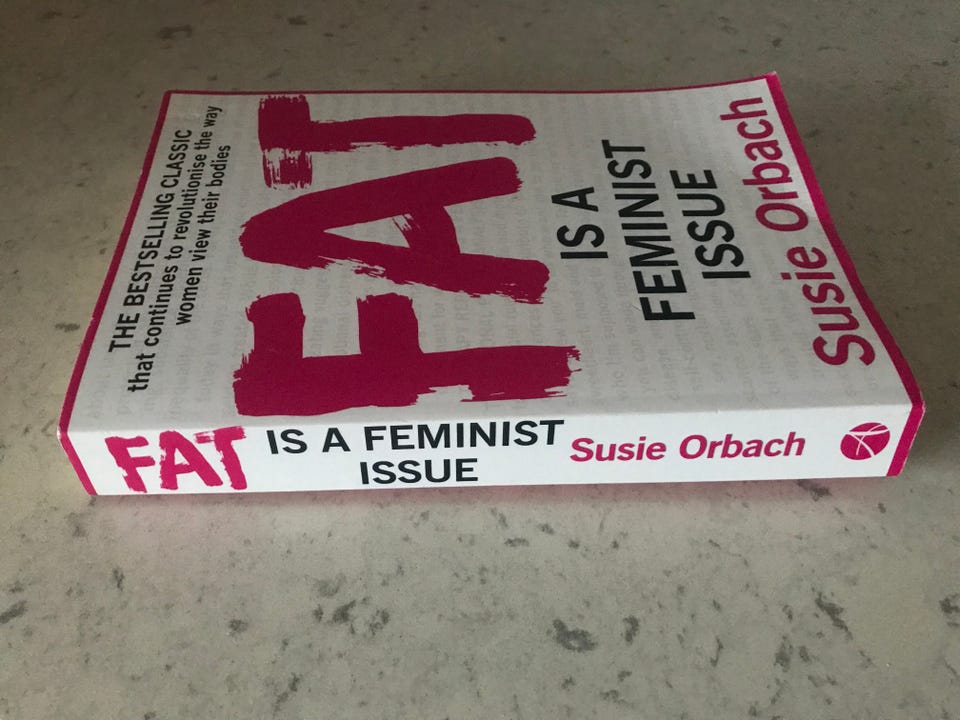 THE BESTSELLING CLASSIC
that continues to revolutionise the way
women view their bodies
FAT
IS A
FEMINIST
ISSUE
Susie Orbach
FAT IS A FEMINIST
ISSUE
Susie Orbach